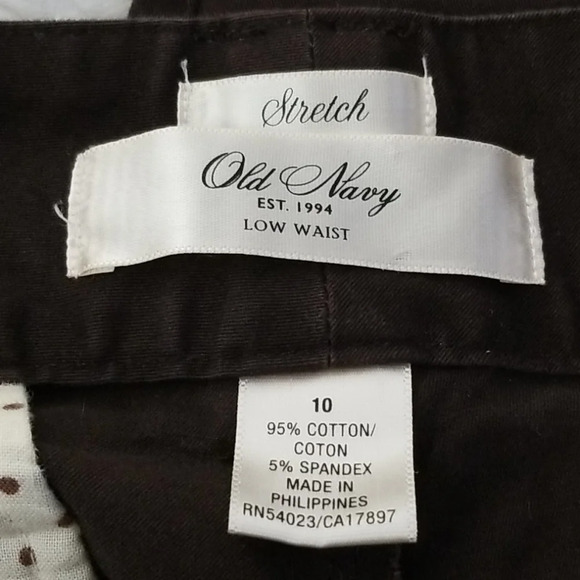 Stretch
Old Navy
EST. 1994
LOW WAIST
10
95% COTTON/
COTON
5% SPANDEX
MADE IN
PHILIPPINES
RN54023/CA17897